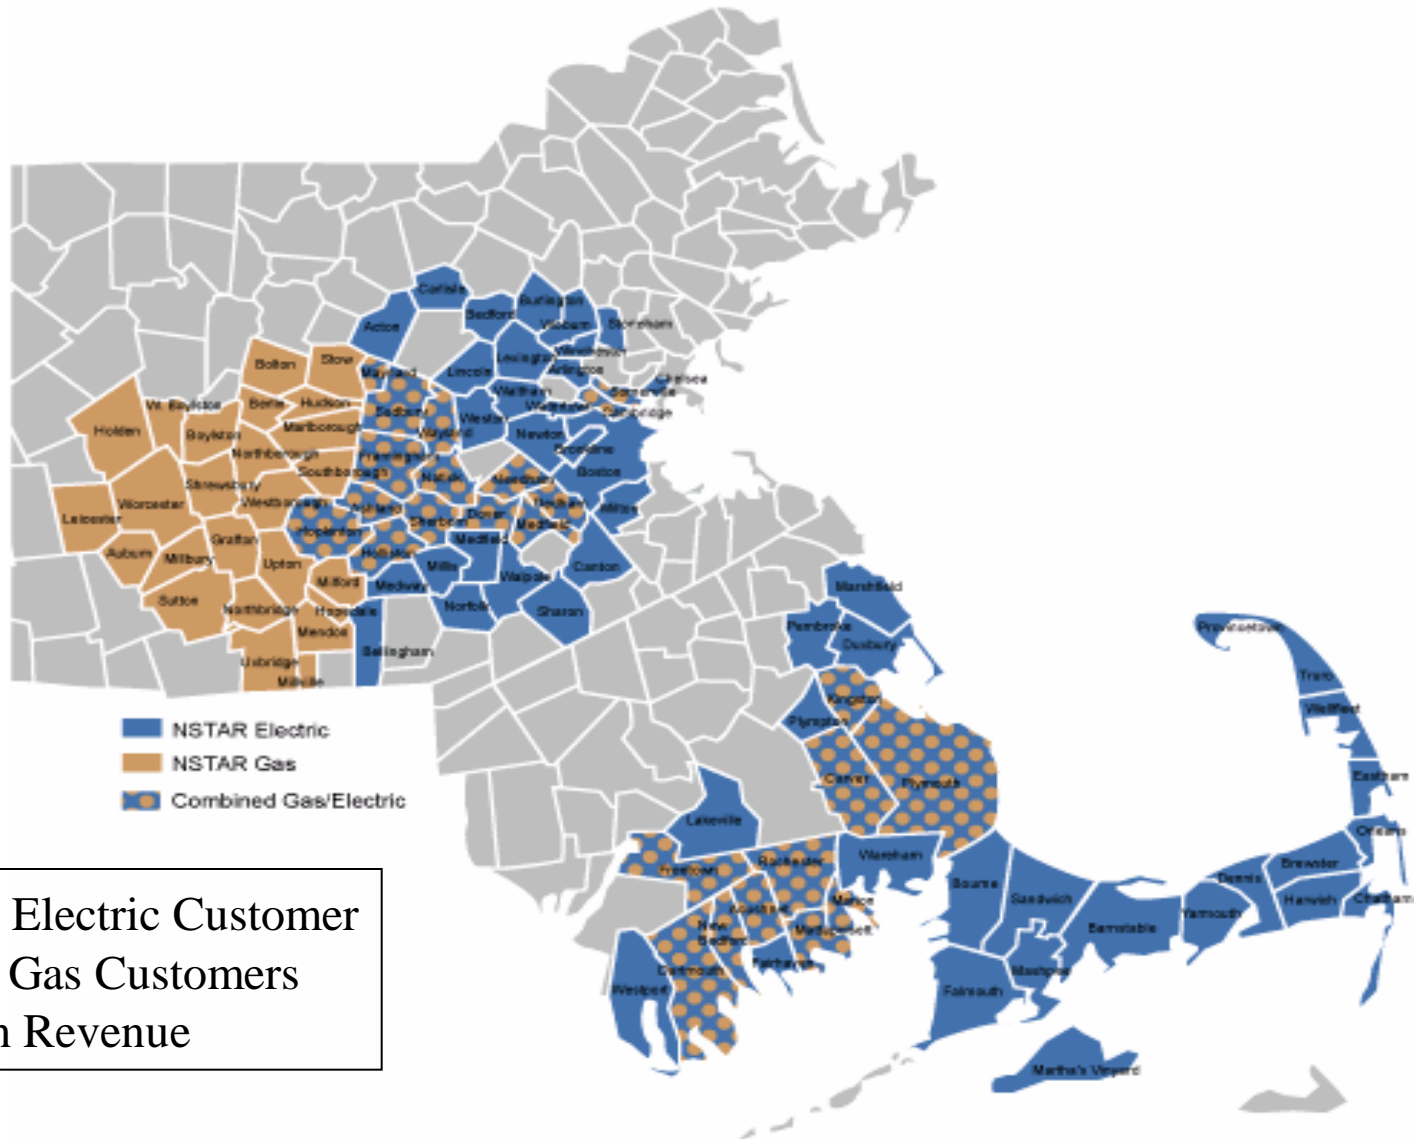 Carlisle
Burlington
Bedford
Acton
Woburn
Stoneham
Winchester
Lexington
Bolton
Stow
Maynard
Lincoln
Arlington
Chelsea
Waltham
Somerville
W. Boylston
Berlin
Hudson
Sudbury
Watertown
Cambridge
Weston
Marlborough
Holden
Boylston
Wayland
Newton
Brookline
Northborough
Framingham
Southborough
Natick
Needham
Boston
Shrewsbury
Worcester
Westborough
Ashland
Dedham
Milton
Leicester
Sherborn
Dover
Medfield
Hopkinton
Grafton
Medfield
Auburn
Millbury
Holliston
Upton
Millis
Canton
Walpole
Milford
Medway
Marshfield
Sutton
Northbridge
Hopedale
Norfolk
Sharon
Pembroke
Provincetown
Mendon
Duxbury
Bellingham
Uxbridge
Truro
Millville
Kingston
Wellfleet
Plympton
NSTAR Electric
NSTAR Gas
Combined Gas/Electric
Carver
Plymouth
Eastham
Lakeville
Orleans
Wareham
Rochester
Brewster
Freetown
Bourne
Dennis
Sandwich
Harwich
Chatham
Marion
Acushnet
Yarmouth
New
Bedford
Mattapoisett
Barnstable
Fairhaven
Dartmouth
Mashpee
Westport
Falmouth
Martha's Vinyard
Electric Customer
Gas Customers
n Revenue